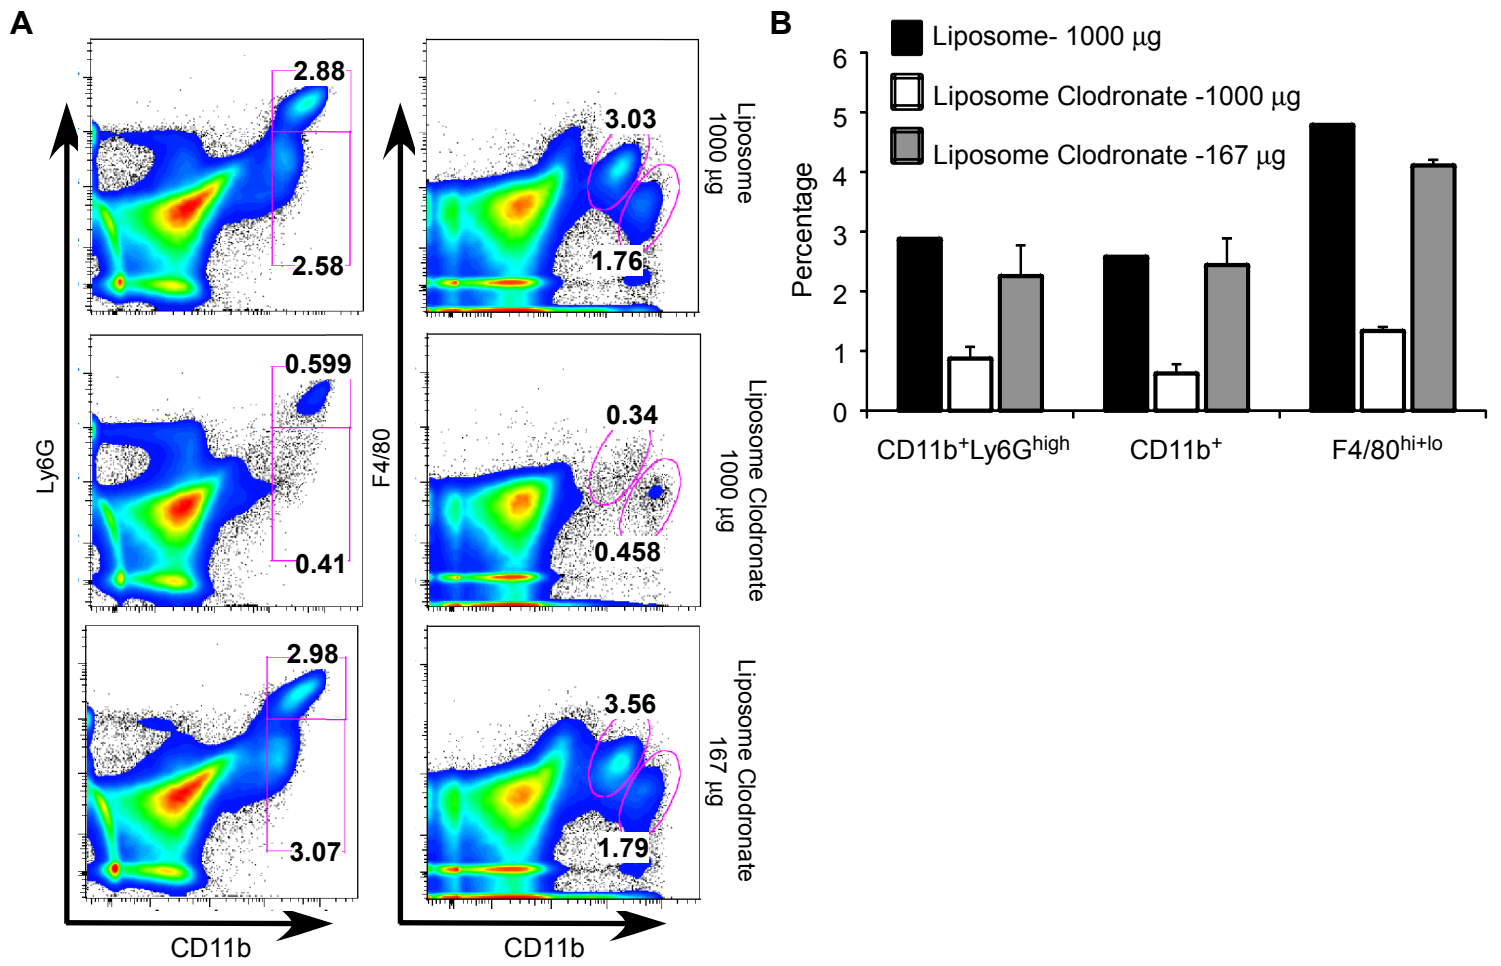 A
2.88
2.58
3.03
1.76
Liposome
1000 µg
0.599
0.41
0.34
0.458
Liposome Clodronate
1000 µg
2.98
3.07
3.56
1.79
Liposome Clodronate
167 µg
Ly6G
F4/80
CD11b
CD11b
B
Liposome- 1000 µg
Liposome Clodronate -1000 µg
Liposome Clodronate -167 µg
Percentage
6
5
4
3
2
1
0
CD11b⁺Ly6Gʰⁱᵍʰ
CD11b⁺
F4/80ʰⁱ⁺ˡᵒ